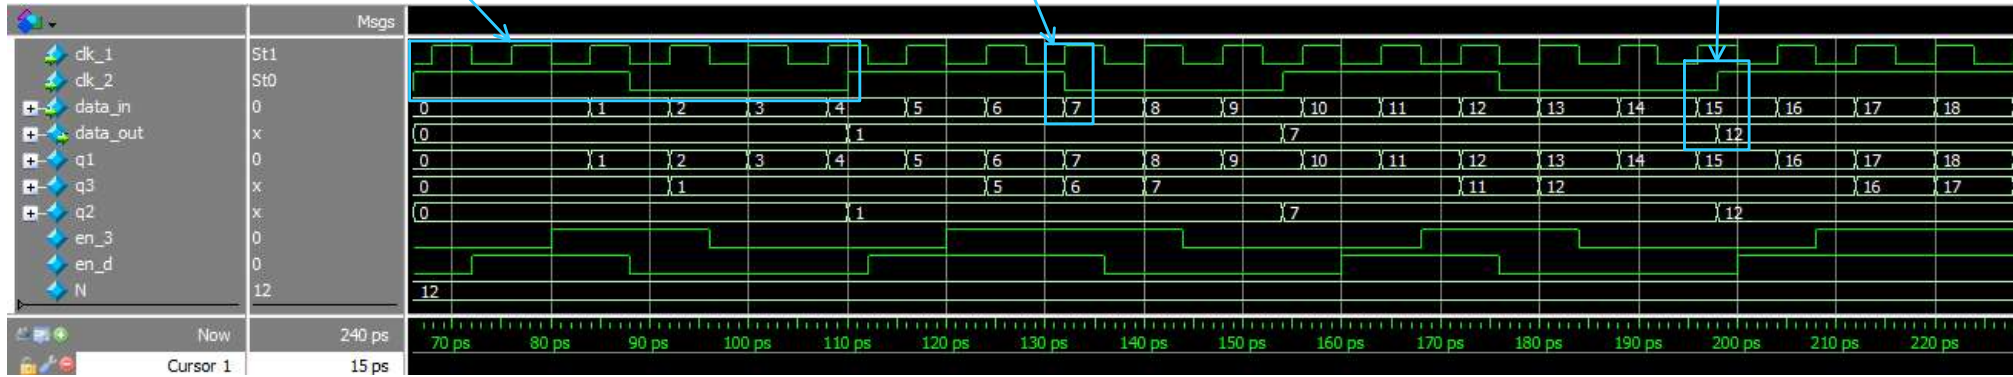 Msgs
clk_1 St1
clk_2 St0
data_in 0 0 1 2 3 4 5 6 7 8 9 10 11 12 13 14 15 16 17 18
data_out x 0 1 7 12
q1 0 0 1 2 3 4 5 6 7 8 9 10 11 12 13 14 15 16 17 18
q3 x 0 1 5 6 7 11 12 16 17
q2 x 0 1 7 12
en_3 0
en_d 0
N 12 12
Now 240 ps 70 ps 80 ps 90 ps 100 ps 110 ps 120 ps 130 ps 140 ps 150 ps 160 ps 170 ps 180 ps 190 ps 200 ps 210 ps 220 ps
Cursor 1 15 ps